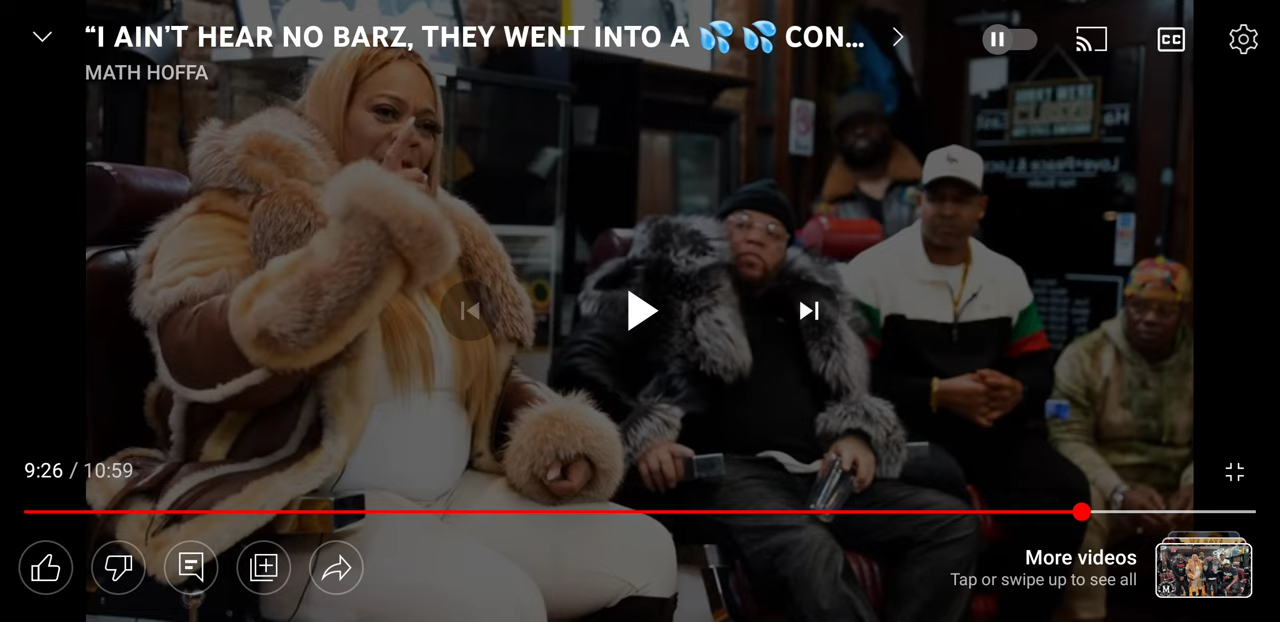 “I AIN’T HEAR NO BARZ, THEY WENT INTO A 💦 💦 CON...
MATH HOFFA
CC
9:26 / 10:59
More videos
Tap or swipe up to see all